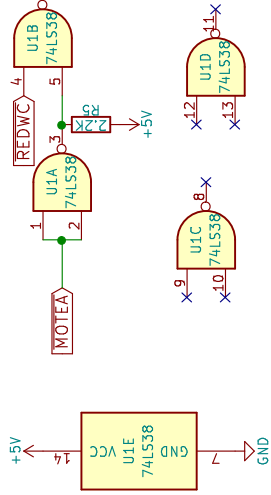 U1B
74LS38
4
5
REDWC
3
R5
2.2K
+5V
U1A
74LS38
1
2
MOTEA
11
U1D
74LS38
12
13
8
U1C
74LS38
9
10
+5V
14
VCC
U1E
74LS38
GND
7
GND